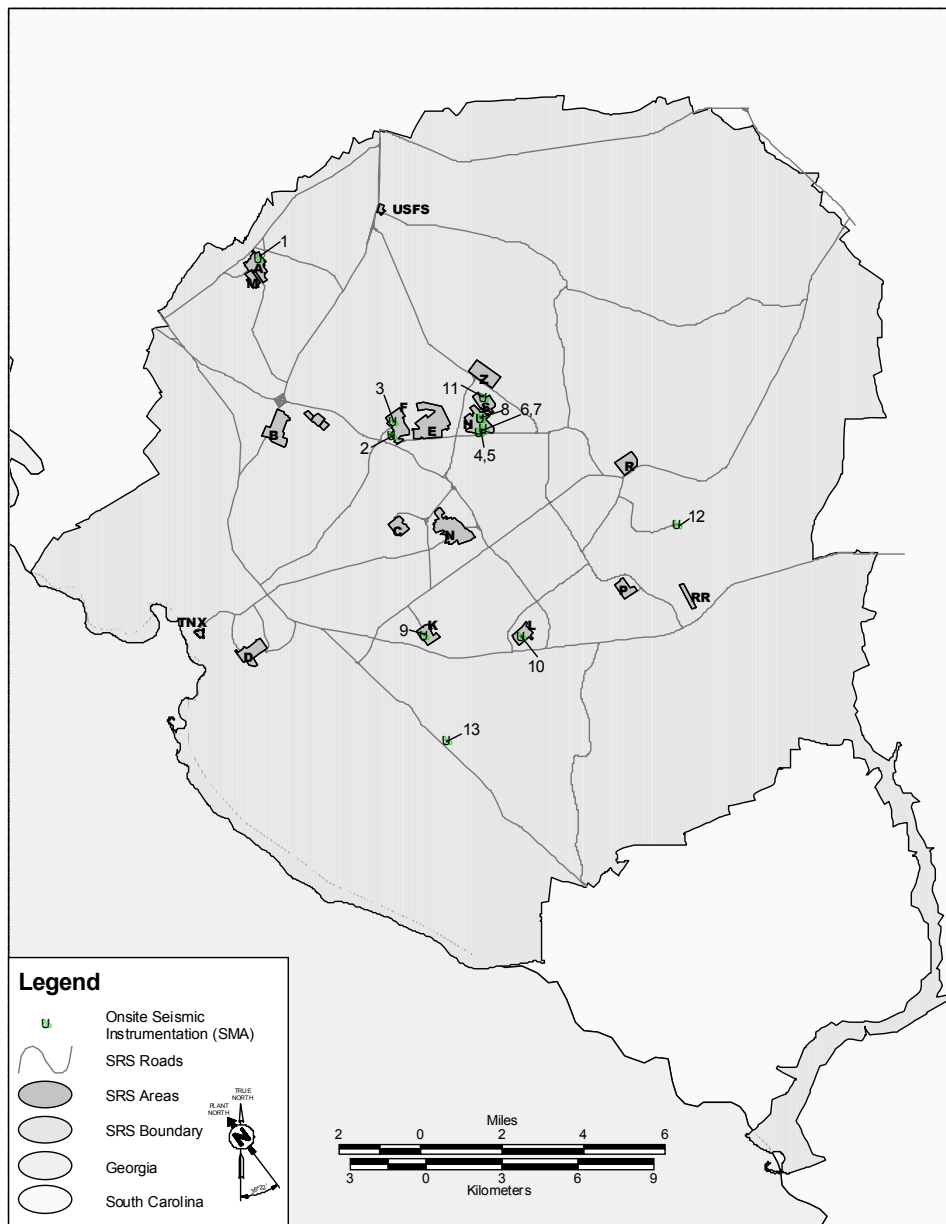 USFS
1
A
M
Z
11
S
3
F
8
6,7
H
E
B
2
4,5
R
12
C
N
P
RR
TNX
K
L
9
D
10
13
Legend
U
Onsite Seismic
Instrumentation (SMA)
SRS Roads
SRS Areas
SRS Boundary
Georgia
South Carolina
TRUE
NORTH
PLANT
NORTH
N
Miles
2 0 2 4 6
3 0 3 6 9
Kilometers